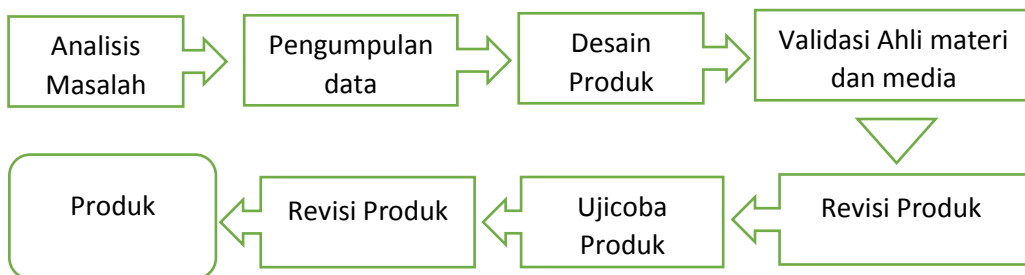 Analisis
Masalah
Pengumpulan
data
Desain
Produk
Validasi Ahli materi
dan media
Revisi Produk
Ujicoba
Produk
Revisi Produk
Produk